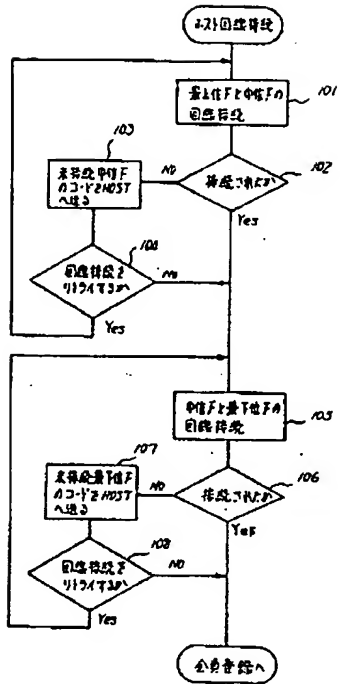 ホスト回線接続
最上位Fと中位Fの
回線接続
101
接続されたか
102
NO
Yes
103
未接続中位F
のコードをHOST
へ送る
104
回線接続を
リトライするか
No
Yes
中位Fと最下位Fの
回線接続
105
接続されたか
106
NO
Yes
107
未接続最下位F
のコードをHOST
へ送る
108
回線接続を
リトライするか
NO
Yes
会員登録へ